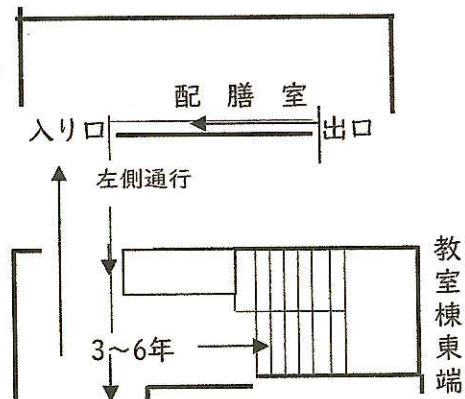 配膳室
入り口
出口
左側通行
教室棟東端
3～6年